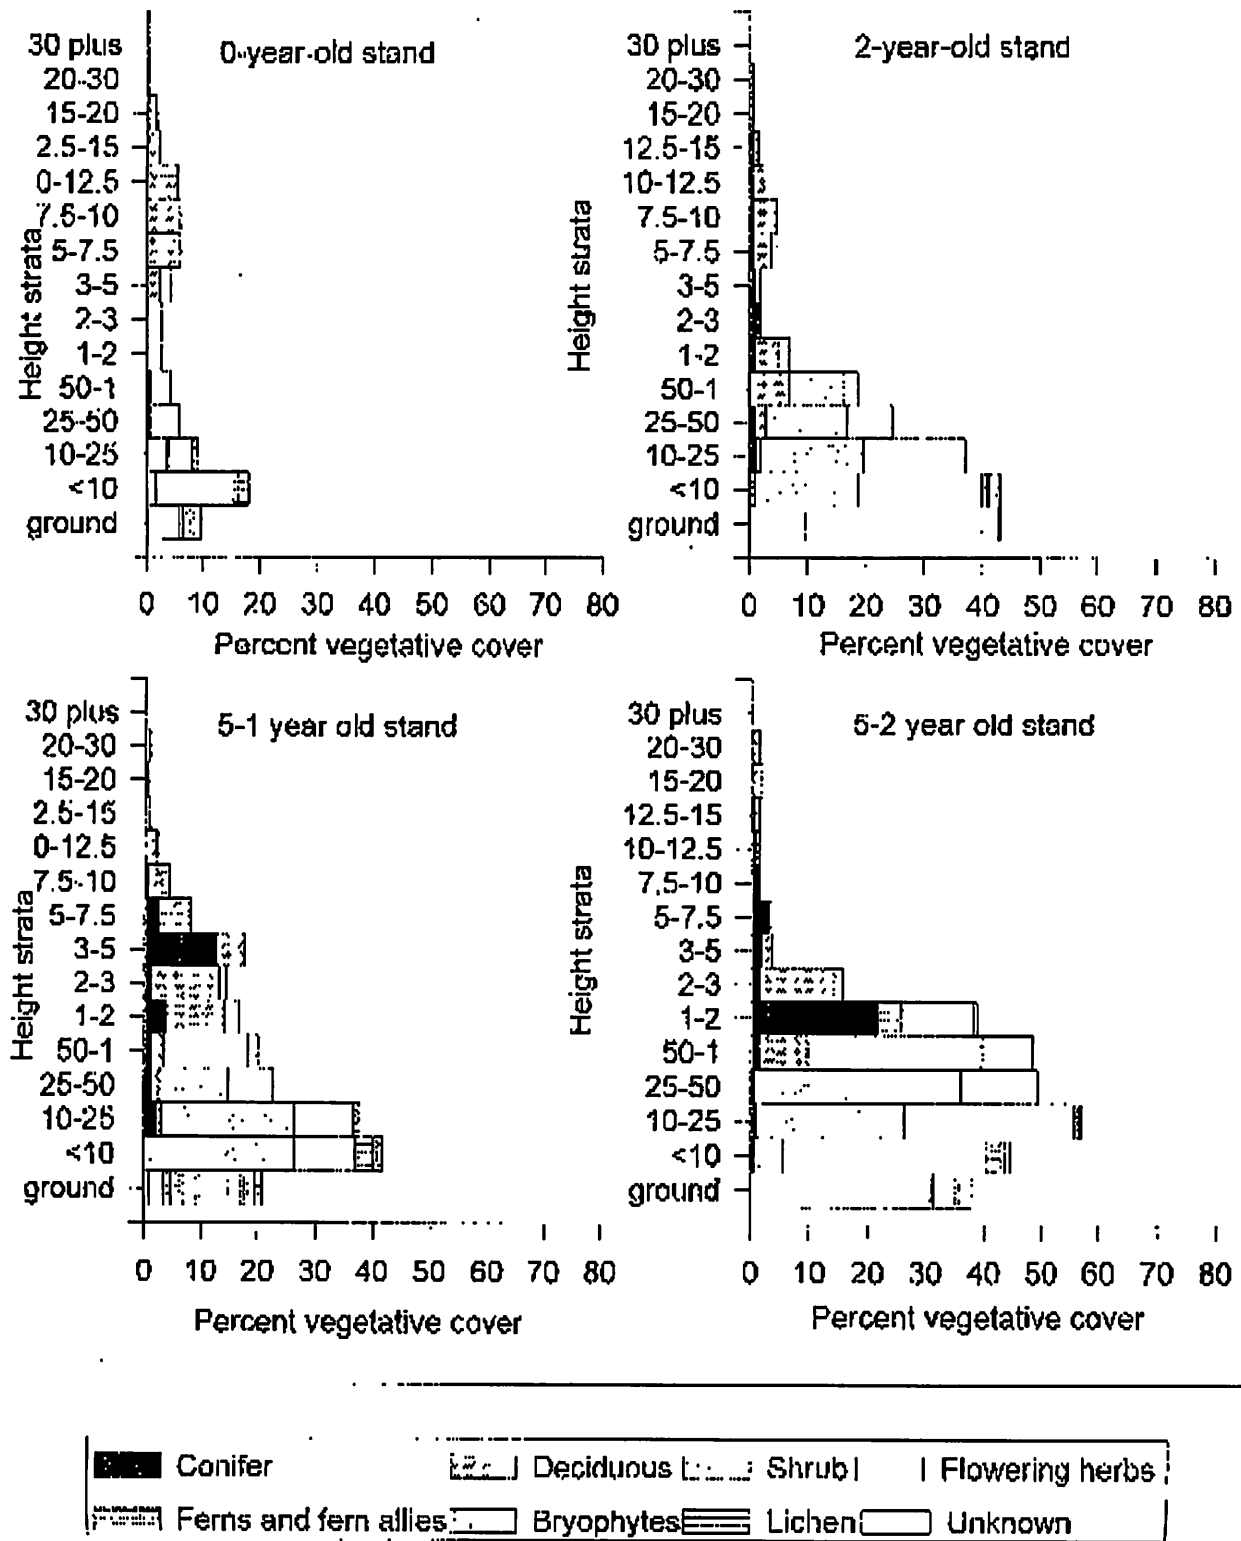 0-year-old stand
30 plus
20-30
15-20
2.5-15
0-12.5
7.5-10
5-7.5
3-5
2-3
1-2
50-1
25-50
10-25
<10
ground
Height strata
0 10 20 30 40 50 60 70 80
Percent vegetative cover
2-year-old stand
30 plus
20-30
15-20
12.5-15
10-12.5
7.5-10
5-7.5
3-5
2-3
1-2
50-1
25-50
10-25
<10
ground
Height strata
0 10 20 30 40 50 60 70 80
Percent vegetative cover
5-1 year old stand
30 plus
20-30
15-20
2.5-15
0-12.5
7.5-10
5-7.5
3-5
2-3
1-2
50-1
25-50
10-25
<10
ground
Height strata
0 10 20 30 40 50 60 70 80
Percent vegetative cover
5-2 year old stand
30 plus
20-30
15-20
12.5-15
10-12.5
7.5-10
5-7.5
3-5
2-3
1-2
50-1
25-50
10-25
<10
ground
Height strata
0 10 20 30 40 50 60 70 80
Percent vegetative cover
Conifer Deciduous Shrub Flowering herbs
Ferns and fern allies Bryophytes Lichen Unknown